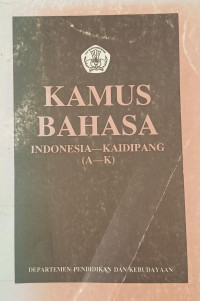 KAMUS
BAHASA
INDONESIA—KAIDIPANG
(A—K)
DEPARTEMEN PENDIDIKAN DAN KEBUDAYAAN